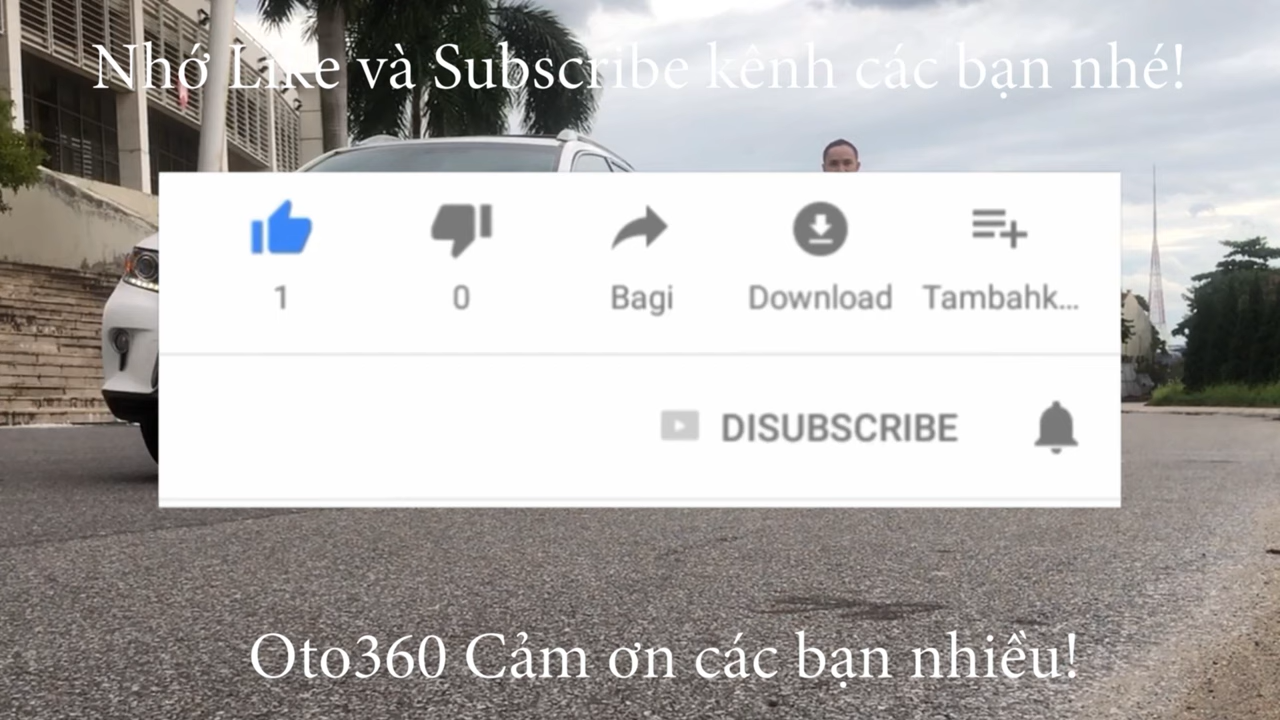 Nhớ Like và Subscribe kênh các bạn nhé!
1 0 Bagi Download Tambahk...
DISUBSCRIBE
Oto360 Cảm ơn các bạn nhiều!